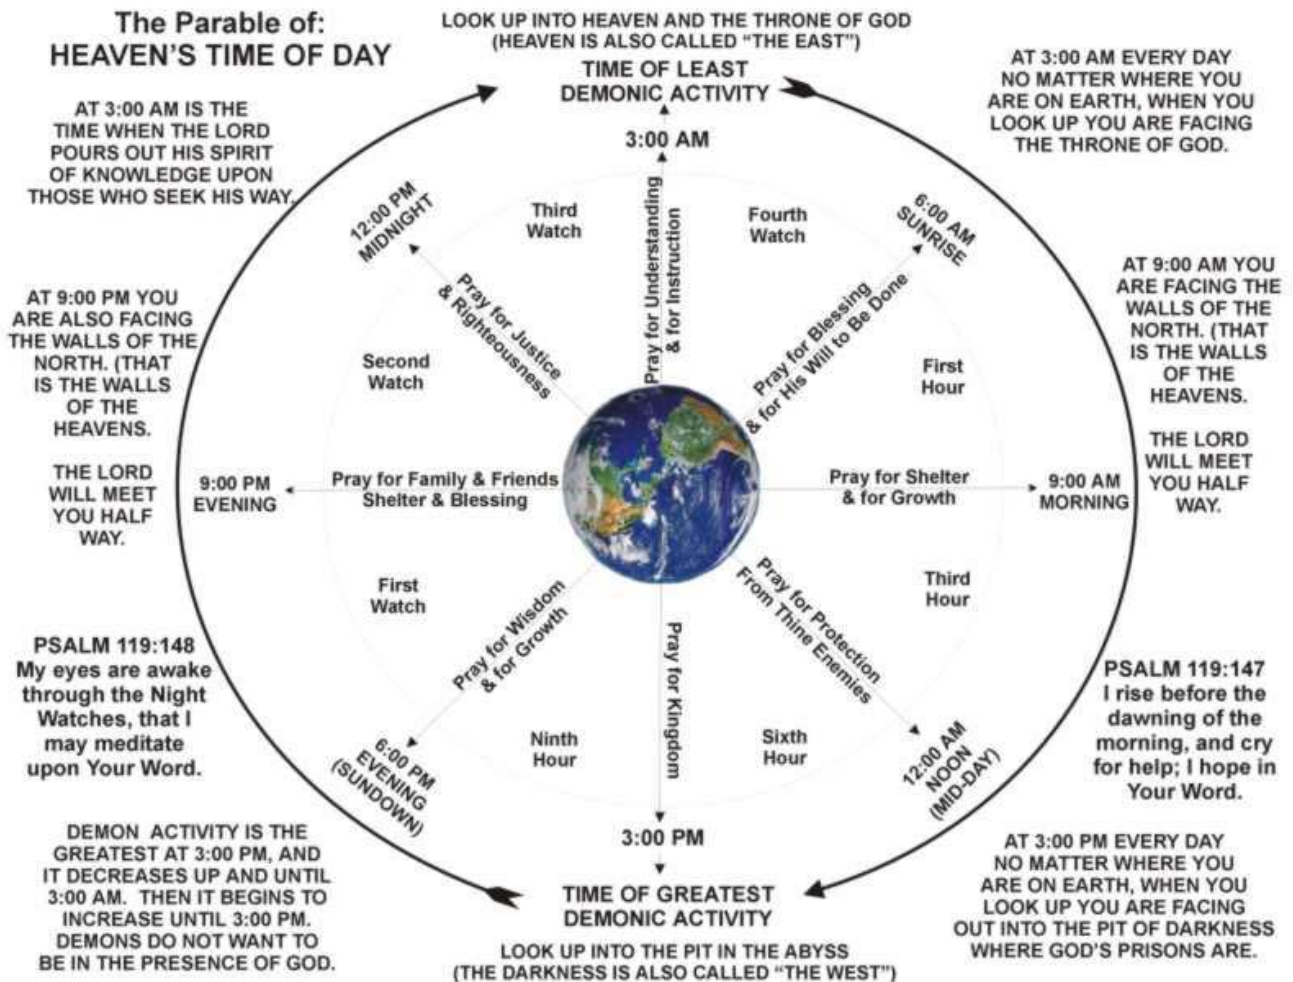 The Parable of:
HEAVEN'S TIME OF DAY
LOOK UP INTO HEAVEN AND THE THRONE OF GOD
(HEAVEN IS ALSO CALLED “THE EAST”)
TIME OF LEAST
DEMONIC ACTIVITY
3:00 AM
AT 3:00 AM EVERY DAY
NO MATTER WHERE YOU
ARE ON EARTH, WHEN YOU
LOOK UP YOU ARE FACING
THE THRONE OF GOD.
AT 3:00 AM IS THE
TIME WHEN THE LORD
POURS OUT HIS SPIRIT
OF KNOWLEDGE UPON
THOSE WHO SEEK HIS WAY.
12:00 PM
MIDNIGHT
Third
Watch
Pray for Understanding
& for Instruction
Fourth
Watch
6:00 AM
SUNRISE
Pray for Justice
& Righteousness
Pray for Blessing
& for His Will to Be Done
AT 9:00 PM YOU
ARE ALSO FACING
THE WALLS OF THE
NORTH. (THAT
IS THE WALLS
OF THE
HEAVENS.
THE LORD
WILL MEET
YOU HALF
WAY.
Second
Watch
First
Hour
AT 9:00 AM YOU
ARE FACING THE
WALLS OF THE
NORTH. (THAT
IS THE WALLS
OF THE
HEAVENS.
THE LORD
WILL MEET
YOU HALF
WAY.
9:00 PM
EVENING
Pray for Family & Friends
Shelter & Blessing
Pray for Shelter
& for Growth
9:00 AM
MORNING
First
Watch
Pray for Wisdom
& for Growth
Pray for Kingdom
Pray for Protection
From Thine Enemies
Third
Hour
PSALM 119:148
My eyes are awake
through the Night
Watches, that I
may meditate
upon Your Word.
6:00 PM
EVENING
(SUNDOWN)
Ninth
Hour
Sixth
Hour
12:00 AM
NOON
(MID-DAY)
PSALM 119:147
I rise before the
dawning of the
morning, and cry
for help; I hope in
Your Word.
3:00 PM
TIME OF GREATEST
DEMONIC ACTIVITY
LOOK UP INTO THE PIT IN THE ABYSS
(THE DARKNESS IS ALSO CALLED “THE WEST”)
DEMON ACTIVITY IS THE
GREATEST AT 3:00 PM, AND
IT DECREASES UP AND UNTIL
3:00 AM. THEN IT BEGINS TO
INCREASE UNTIL 3:00 PM.
DEMONS DO NOT WANT TO
BE IN THE PRESENCE OF GOD.
AT 3:00 PM EVERY DAY
NO MATTER WHERE YOU
ARE ON EARTH, WHEN YOU
LOOK UP YOU ARE FACING
OUT INTO THE PIT OF DARKNESS
WHERE GOD'S PRISONS ARE.